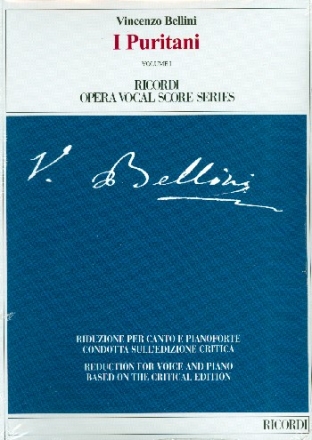 Vincenzo Bellini
I Puritani
VOLUME I
RICORDI
OPERA VOCAL SCORE SERIES
V. Bellini
RIDUZIONE PER CANTO E PIANOFORTE
CONDOTTA SULL'EDIZIONE CRITICA
REDUCTION FOR VOICE AND PIANO
BASED ON THE CRITICAL EDITION
RICORDI